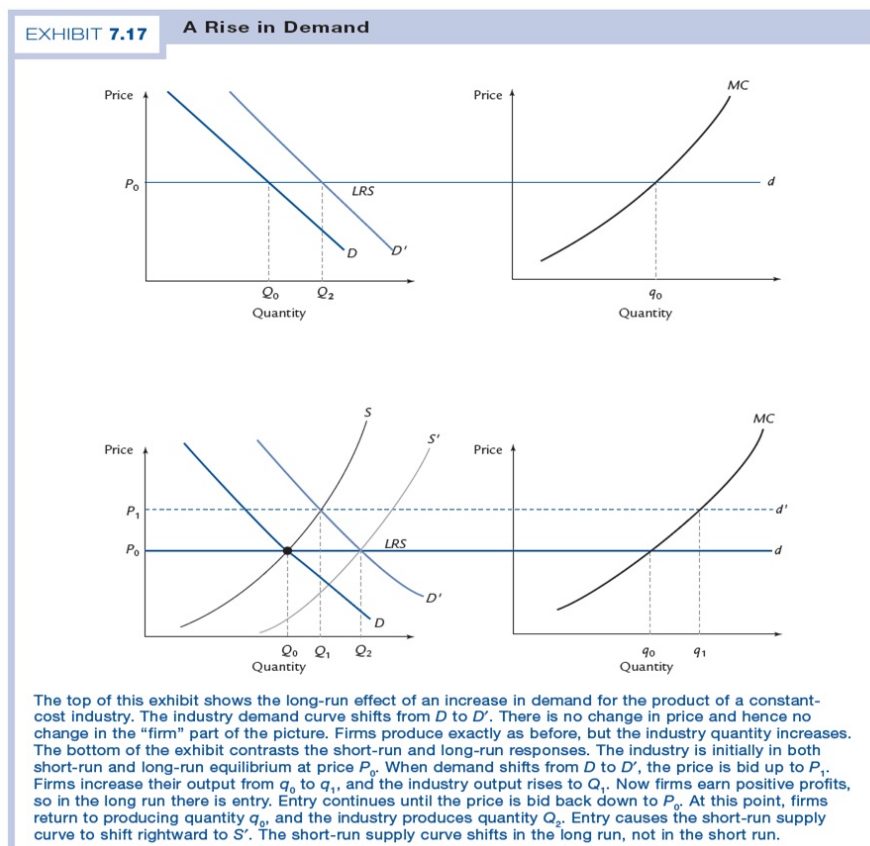 EXHIBIT 7.17 A Rise in Demand
Price
P₀
LRS
D
D'
Q₀
Q₂
Quantity
Price
MC
d
q₀
Quantity
Price
S
S'
P₁
P₀
LRS
D'
D
Q₀
Q₁
Q₂
Quantity
Price
MC
d'
d
q₀
q₁
Quantity
The top of this exhibit shows the long-run effect of an increase in demand for the product of a constant-
cost industry. The industry demand curve shifts from D to D′. There is no change in price and hence no
change in the “firm” part of the picture. Firms produce exactly as before, but the industry quantity increases.
The bottom of the exhibit contrasts the short-run and long-run responses. The industry is initially in both
short-run and long-run equilibrium at price P₀. When demand shifts from D to D′, the price is bid up to P₁.
Firms increase their output from q₀ to q₁, and the industry output rises to Q₁. Now firms earn positive profits,
so in the long run there is entry. Entry continues until the price is bid back down to P₀. At this point, firms
return to producing quantity q₀, and the industry produces quantity Q₂. Entry causes the short-run supply
curve to shift rightward to S′. The short-run supply curve shifts in the long run, not in the short run.